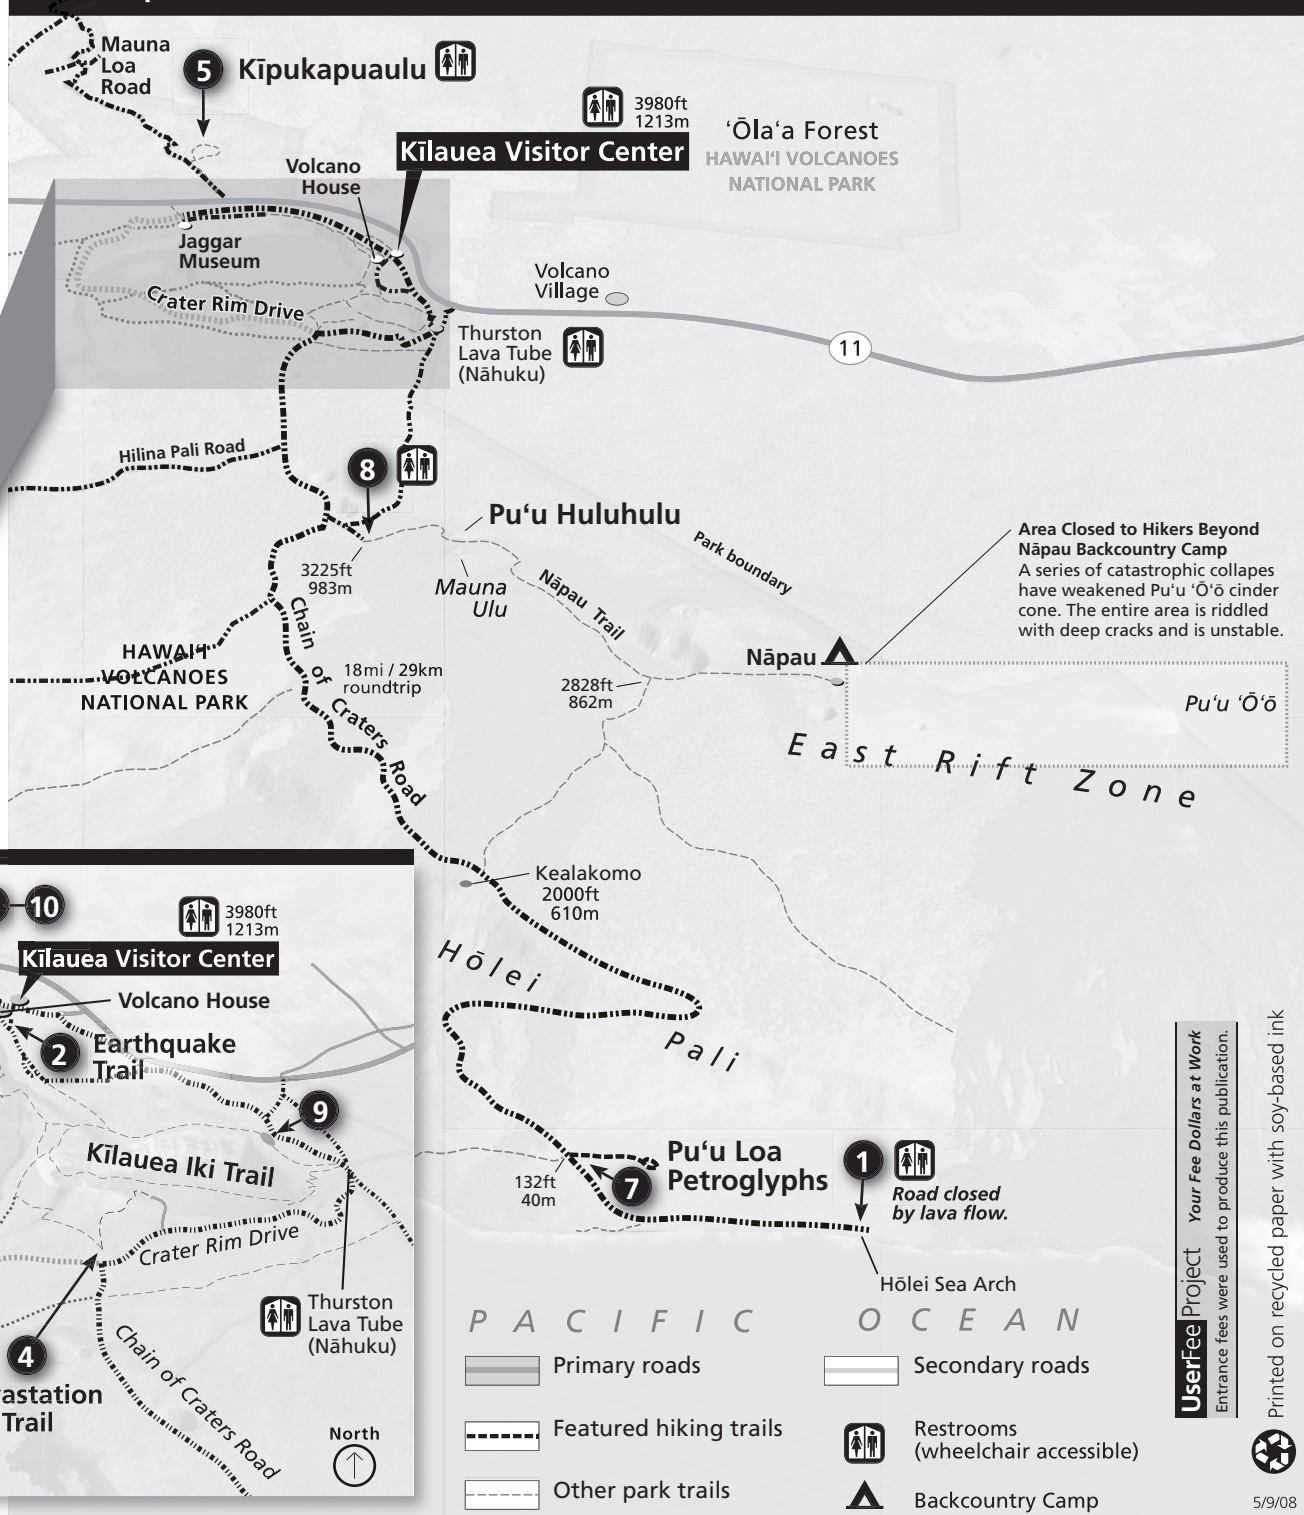 Mauna
Loa
Road
5
Kīpukapuaulu
3980ft
1213m
Kīlauea Visitor Center
ʻŌlaʻa Forest
HAWAIʻI VOLCANOES
NATIONAL PARK
Volcano
House
Jaggar
Museum
Crater Rim Drive
Volcano
Village
Thurston
Lava Tube
(Nāhuku)
11
Hilina Pali Road
8
Puʻu Huluhulu
3225ft
983m
Mauna
Ulu
Nāpau Trail
Park boundary
Area Closed to Hikers Beyond
Nāpau Backcountry Camp
A series of catastrophic collapes
have weakened Puʻu ʻŌʻō cinder
cone. The entire area is riddled
with deep cracks and is unstable.
HAWAIʻI
VOLCANOES
NATIONAL PARK
Chain of Craters Road
18mi / 29km
roundtrip
2828ft
862m
Nāpau
Puʻu ʻŌʻō
East Rift Zone
Kealakomo
2000ft
610m
Hōlei
Pali
10
3980ft
1213m
Kīlauea Visitor Center
Volcano House
2
Earthquake
Trail
9
Kīlauea Iki Trail
Crater Rim Drive
Thurston
Lava Tube
(Nāhuku)
4
astation
Trail
Chain of Craters Road
North
132ft
40m
7
Puʻu Loa
Petroglyphs
1
Road closed
by lava flow.
Hōlei Sea Arch
PACIFIC OCEAN
Primary roads
Secondary roads
Featured hiking trails
Restrooms
(wheelchair accessible)
Other park trails
Backcountry Camp
UserFee Project Your Fee Dollars at Work
Entrance fees were used to produce this publication.
Printed on recycled paper with soy-based ink
5/9/08